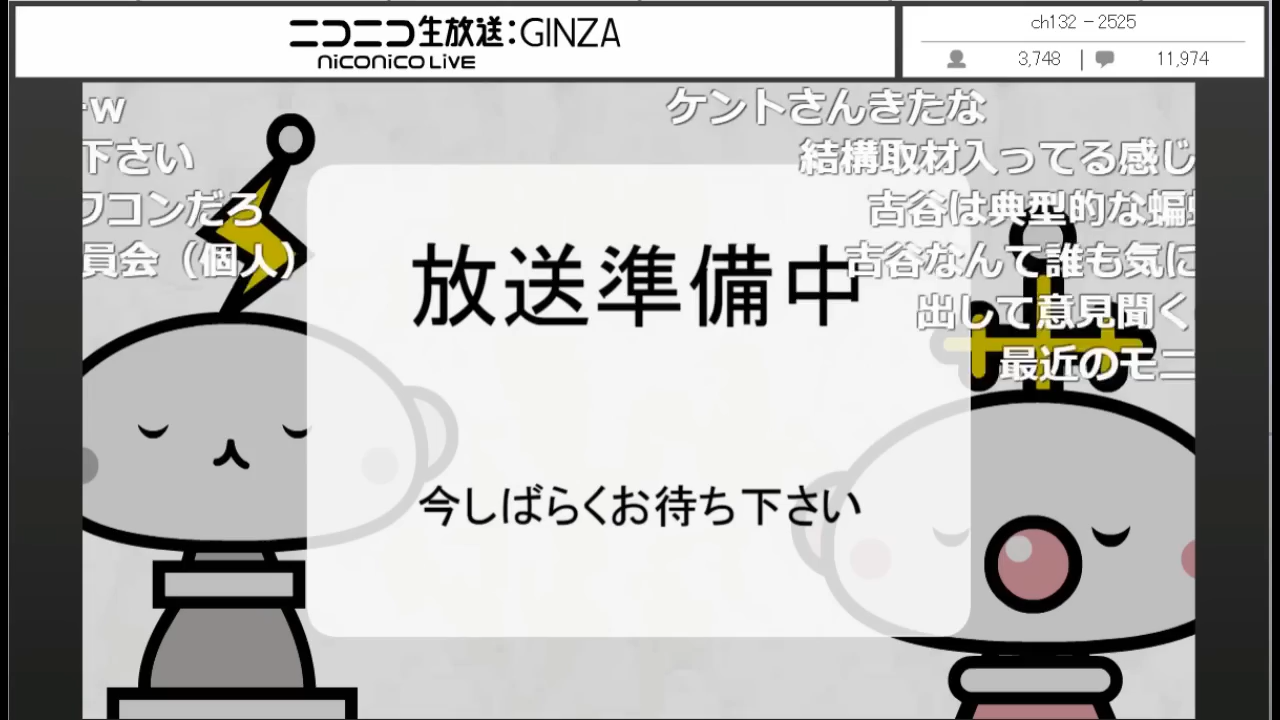 ニコニコ生放送:GINZA
niconico LIVE
ch132 − 2525
3,748
11,974
w
ケントさんきたな
下さい
結構取材入ってる感じ
コンだろ
古谷は典型的な蝙
員会（個人）
古谷なんて誰も気に
放送準備中
出して意見聞く
最近のモニ
今しばらくお待ち下さい